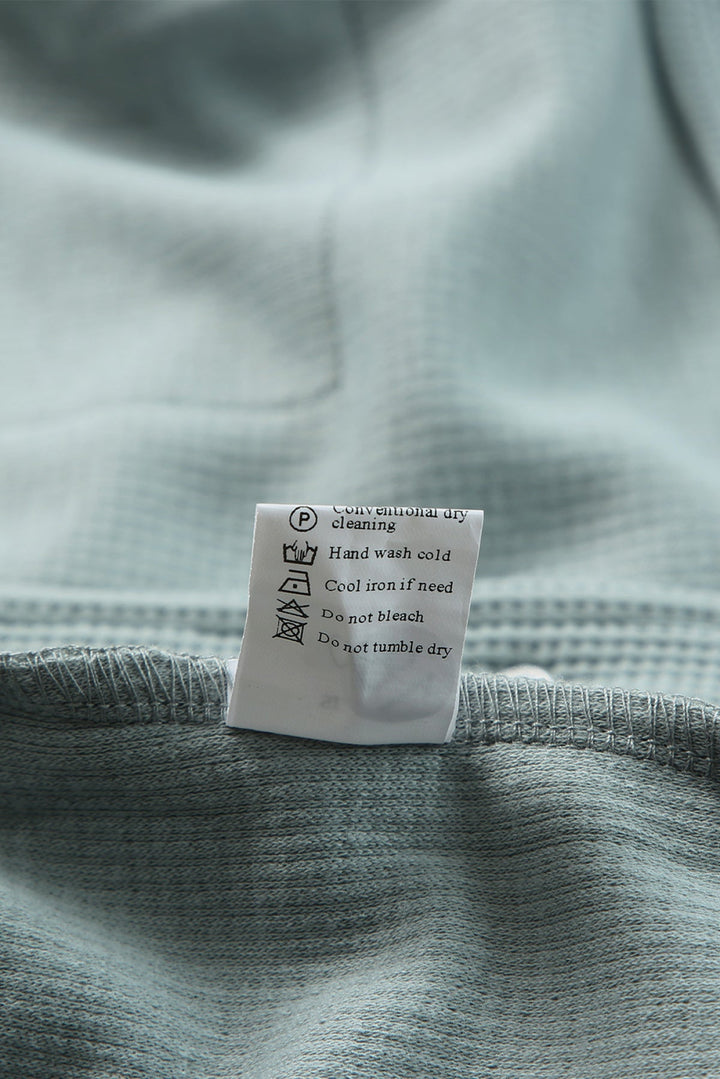 P Conventional dry
cleaning
Hand wash cold
Cool iron if need
Do not bleach
Do not tumble dry